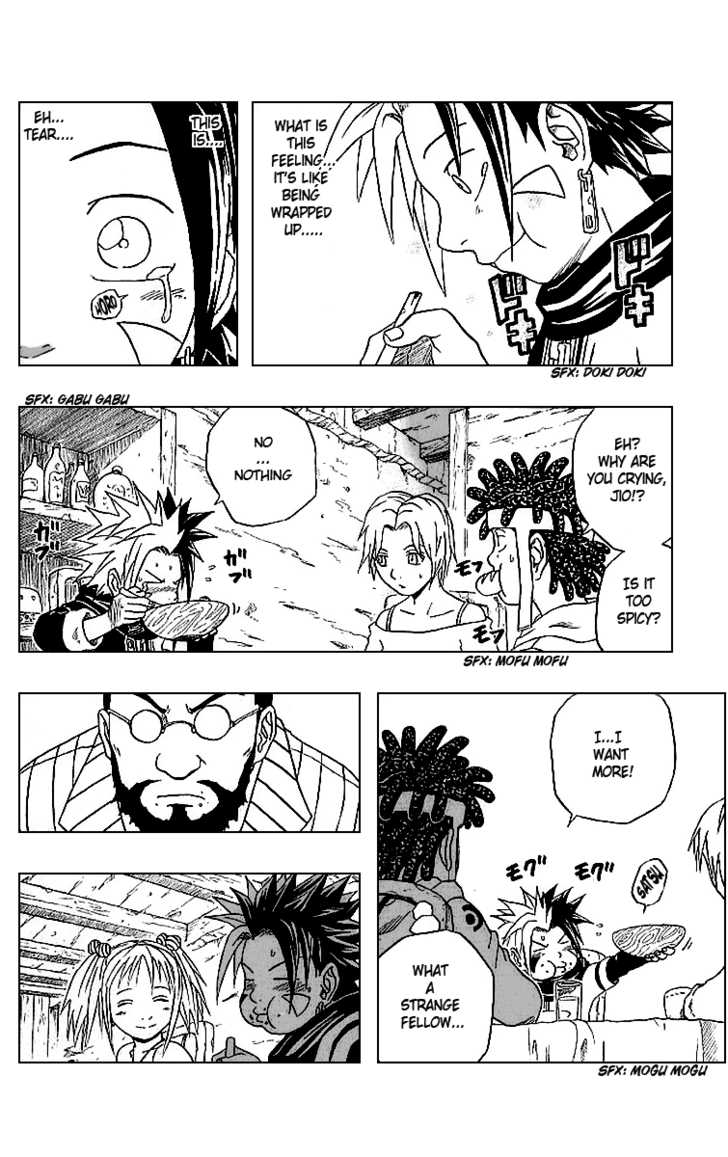 WHAT IS
THIS
FEELING...
IT'S LIKE
BEING
WRAPPED
UP.....
ドキ
ドキ
SFX: DOKI DOKI
THIS
IS....
EH...
TEAR....
HORO
SFX: GABU GABU
EH?
WHY ARE
YOU CRYING,
JIO!?
IS IT
TOO
SPICY?
NO
...
NOTHING
ガブ
ガブ
モフ
モフ
SFX: MOFU MOFU
I...I
WANT
MORE!
モグ
モグ
SATSU
WHAT
A
STRANGE
FELLOW...
SFX: MOGU MOGU